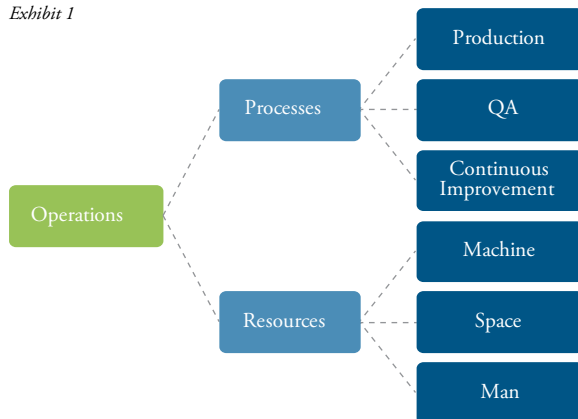 Exhibit 1
Production
Processes
QA
Continuous
Improvement
Operations
Machine
Resources
Space
Man